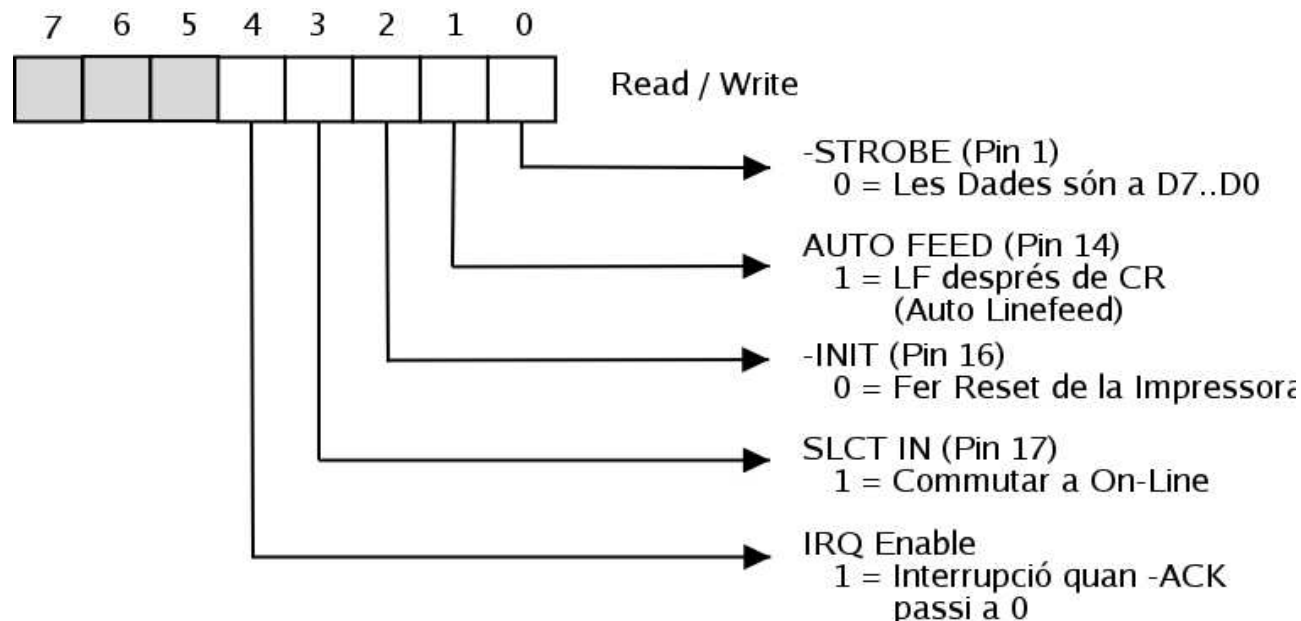 7 6 5 4 3 2 1 0
Read / Write
-STROBE (Pin 1)
0 = Les Dades són a D7..D0
AUTO FEED (Pin 14)
1 = LF després de CR
(Auto Linefeed)
-INIT (Pin 16)
0 = Fer Reset de la Impressora
SLCT IN (Pin 17)
1 = Commutar a On-Line
IRQ Enable
1 = Interrupció quan -ACK
passi a 0